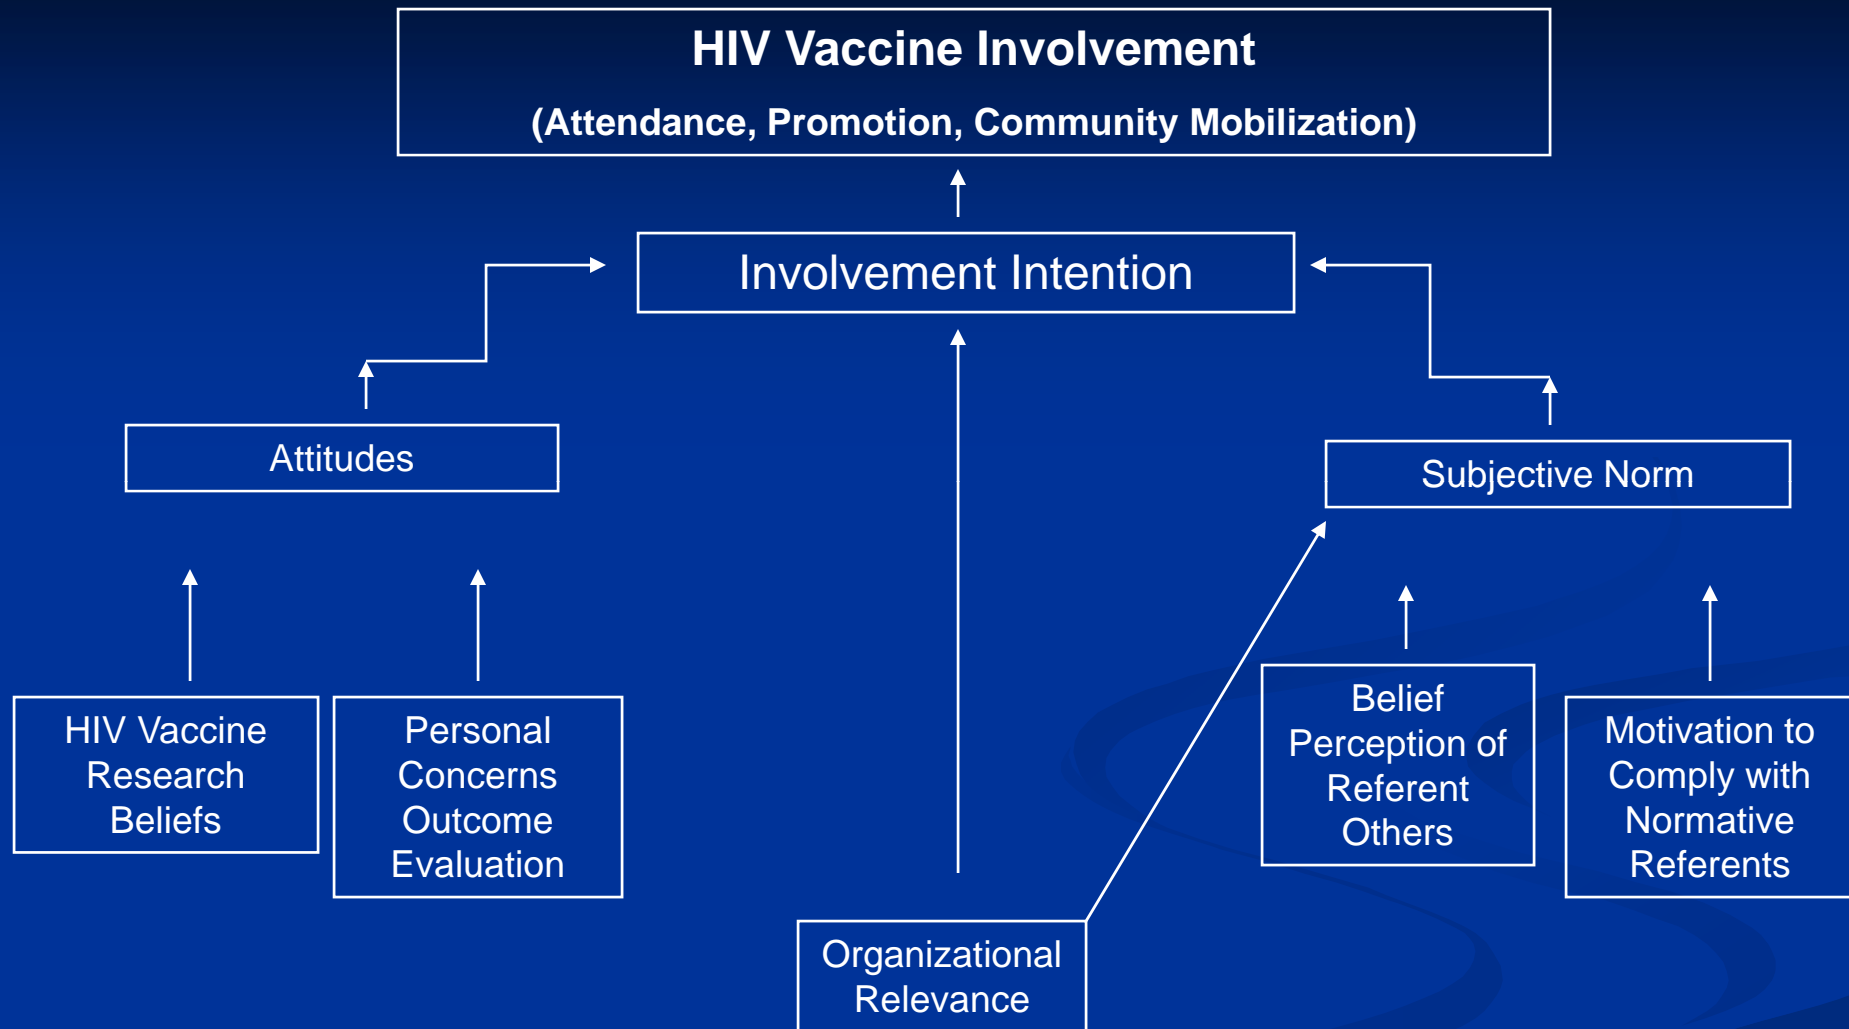 HIV Vaccine Involvement
(Attendance, Promotion, Community Mobilization)
Involvement Intention
Attitudes
Subjective Norm
HIV Vaccine
Research
Beliefs
Personal
Concerns
Outcome
Evaluation
Belief
Perception of
Referent
Others
Motivation to
Comply with
Normative
Referents
Organizational
Relevance